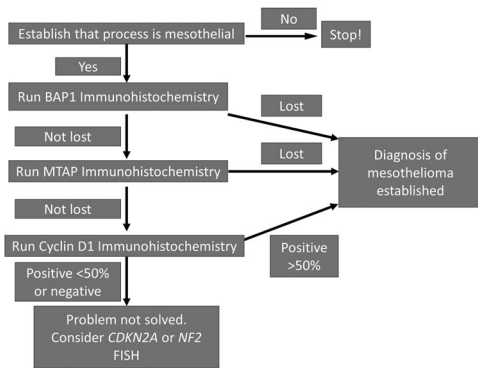 Establish that process is mesothelial
No
Stop!
Yes
Run BAP1 Immunohistochemistry
Lost
Not lost
Lost
Run MTAP Immunohistochemistry
Diagnosis of
mesothelioma
established
Not lost
Run Cyclin D1 Immunohistochemistry
Positive <50%
or negative
Positive
>50%
Problem not solved.
Consider CDKN2A or NF2
FISH